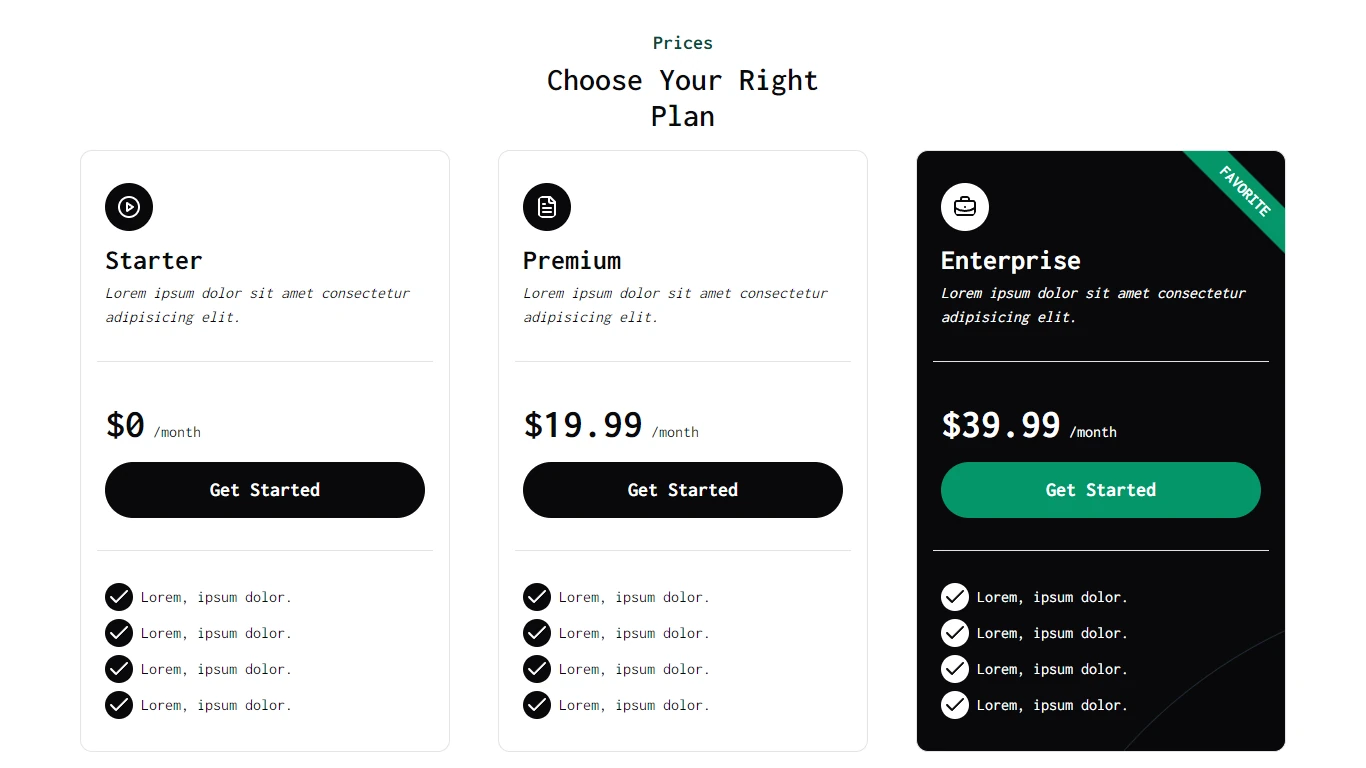 Prices
Choose Your Right
Plan
Starter
Lorem ipsum dolor sit amet consectetur
adipisicing elit.
$0 /month
Get Started
Lorem, ipsum dolor.
Lorem, ipsum dolor.
Lorem, ipsum dolor.
Lorem, ipsum dolor.
Premium
Lorem ipsum dolor sit amet consectetur
adipisicing elit.
$19.99 /month
Get Started
Lorem, ipsum dolor.
Lorem, ipsum dolor.
Lorem, ipsum dolor.
Lorem, ipsum dolor.
FAVORITE
Enterprise
Lorem ipsum dolor sit amet consectetur
adipisicing elit.
$39.99 /month
Get Started
Lorem, ipsum dolor.
Lorem, ipsum dolor.
Lorem, ipsum dolor.
Lorem, ipsum dolor.